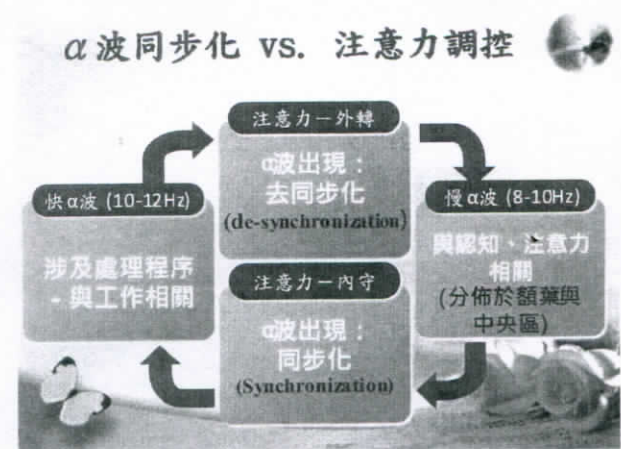 α波同步化 vs. 注意力調控
注意力－外轉
α波出現：
去同步化
(de-synchronization)
快α波 (10-12Hz)
涉及處理程序
- 與工作相關
慢α波 (8-10Hz)
與認知、注意力
相關
(分佈於額葉與
中央區)
注意力－內守
α波出現：
同步化
(Synchronization)